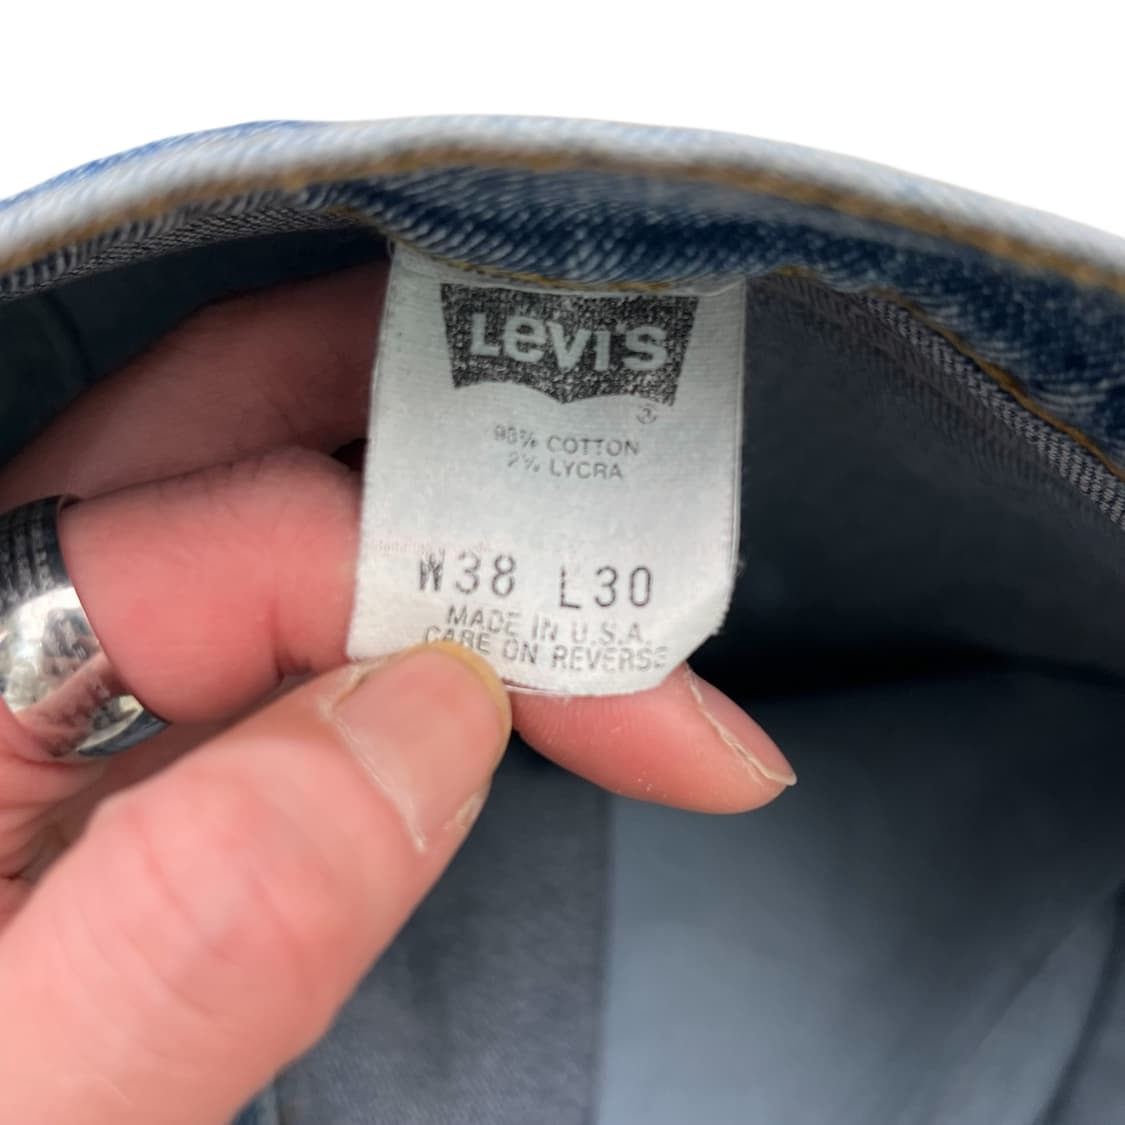 LEVI'S
®
98% COTTON
2% LYCRA
W38 L30
MADE IN U.S.A.
CARE ON REVERSE